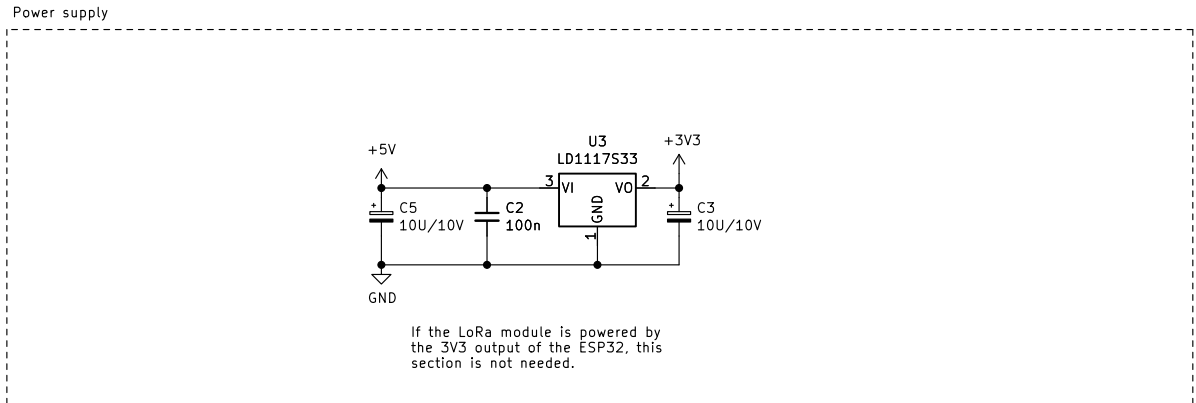 Power supply
U3
+3V3
LD1117S33
+5V
3
VI
VO
2
GND
1
+
C5
10U/10V
C2
100n
+
C3
10U/10V
GND
If the LoRa module is powered by
the 3V3 output of the ESP32, this
section is not needed.